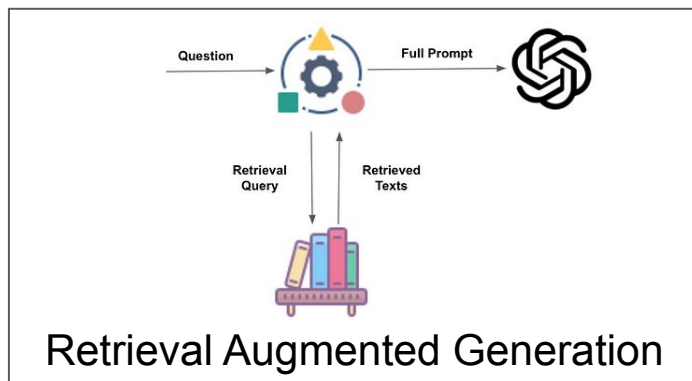 Question
Full Prompt
Retrieval
Query
Retrieved
Texts
Retrieval Augmented Generation